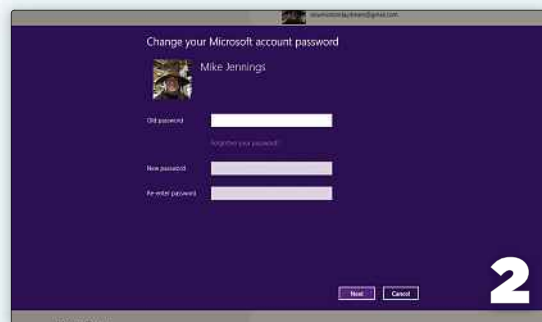 Change your Microsoft account password
Mike Jennings
Old password
Forgotten your password?
New password
Re-enter password
Next Cancel
2